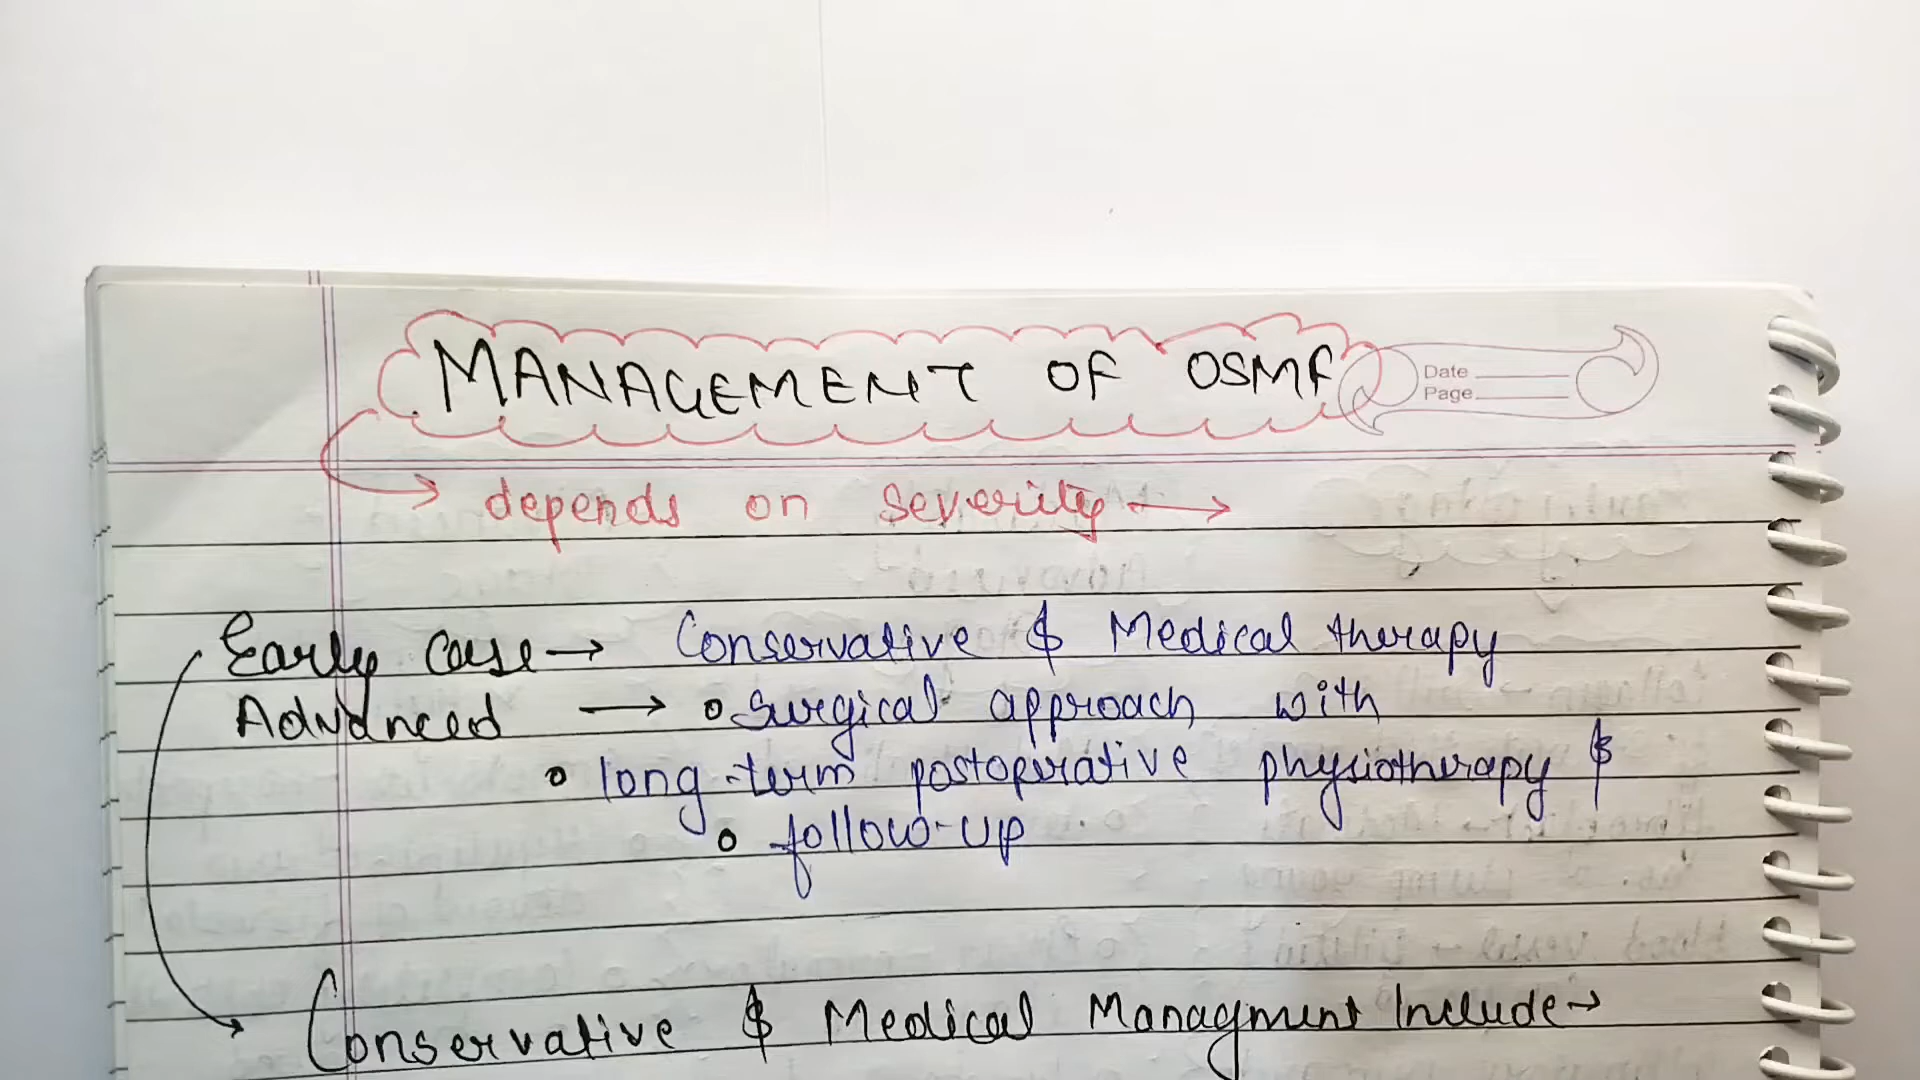 MANAGEMENT OF OSMF
Date
Page
→ depends on severity →
Early case → Conservative & Medical therapy
Advanced → o surgical approach with
o long-term postoperative physiotherapy &
o follow-up
Conservative & Medical Managment Include →